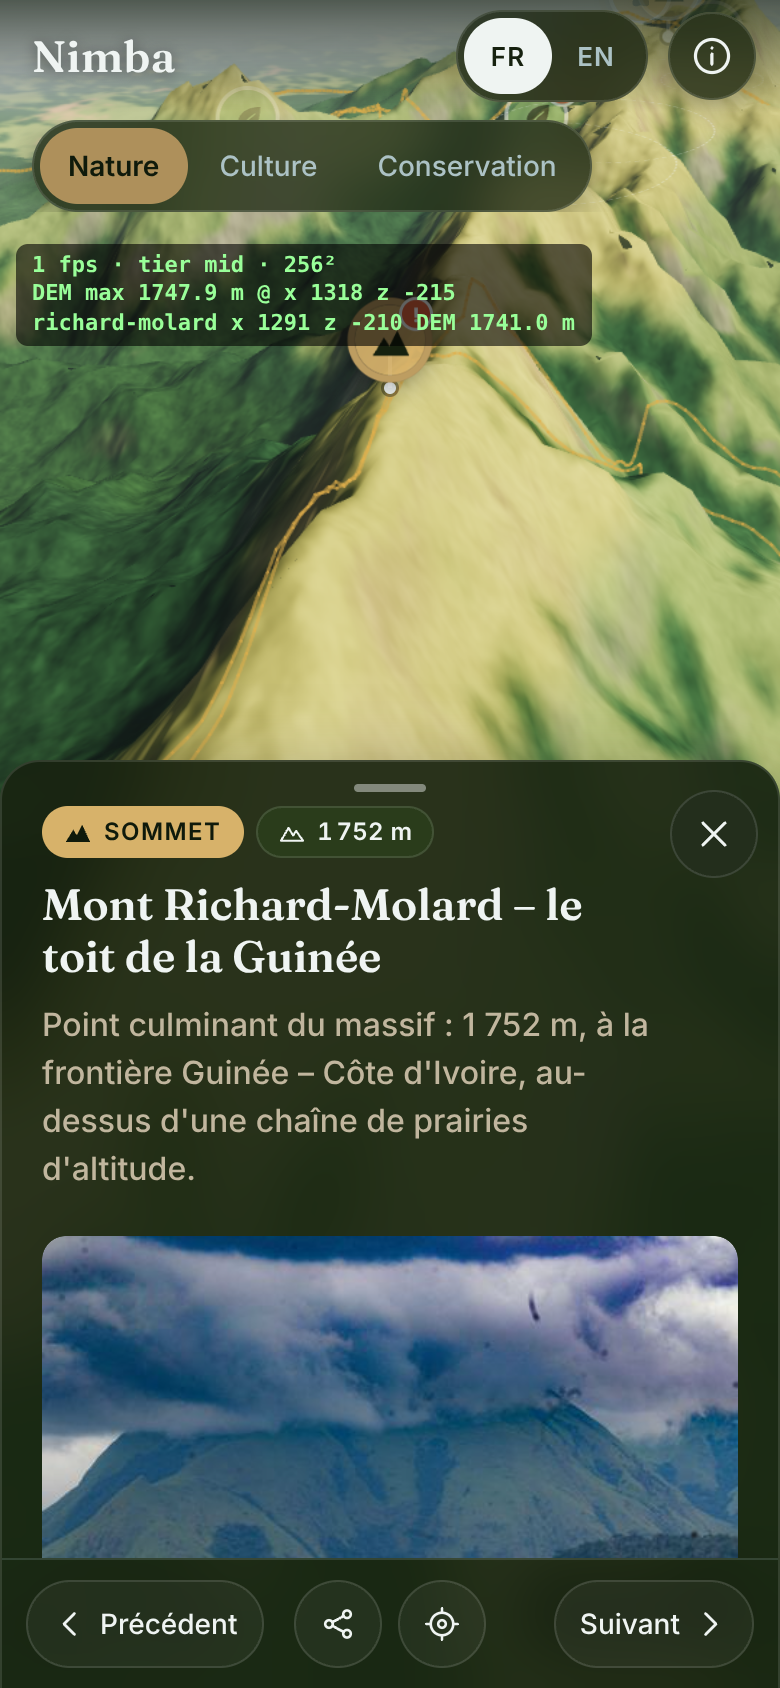 Nimba
FR EN
Nature Culture Conservation
1 fps · tier mid · 256²
DEM max 1747.9 m @ x 1318 z -215
richard-molard x 1291 z -210 DEM 1741.0 m
SOMMET 1 752 m
Mont Richard-Molard – le
toit de la Guinée
Point culminant du massif : 1 752 m, à la
frontière Guinée – Côte d'Ivoire, au-
dessus d'une chaîne de prairies
d'altitude.
Précédent Suivant